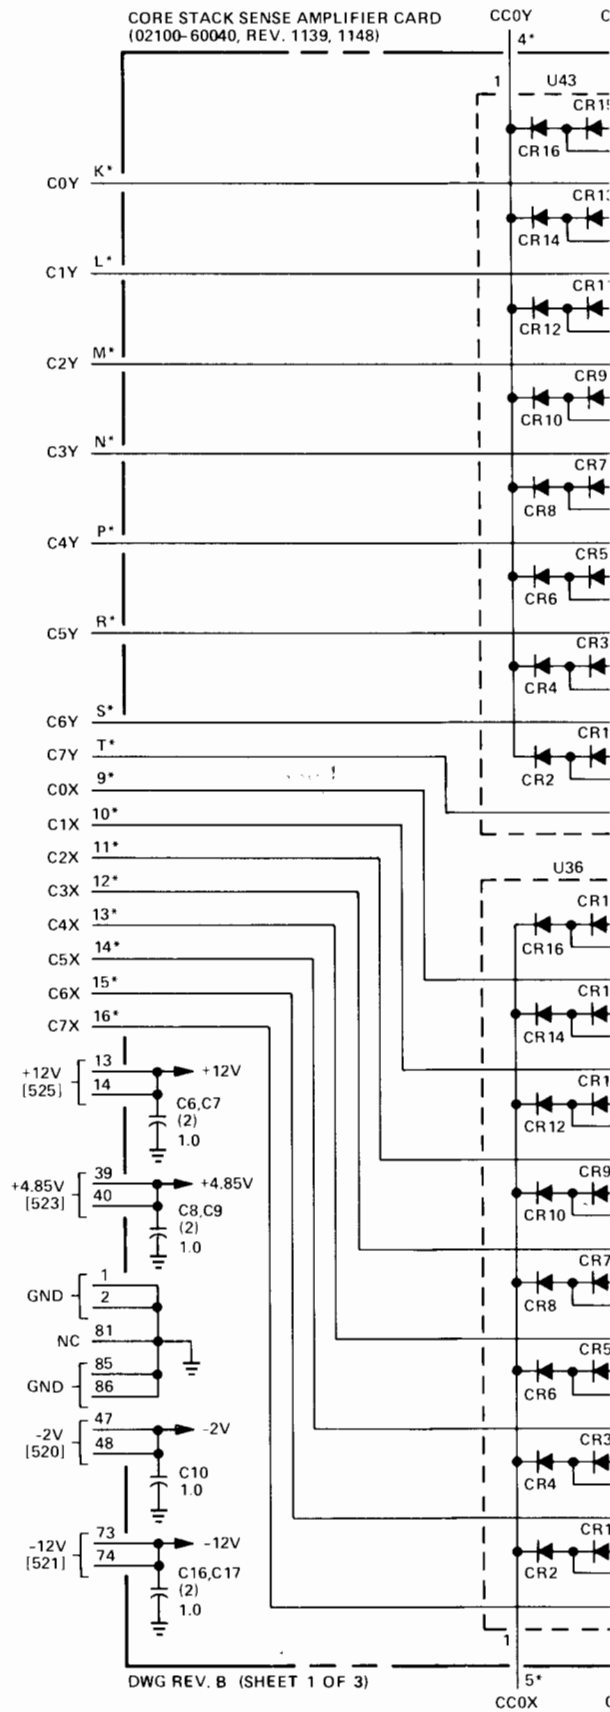 CORE STACK SENSE AMPLIFIER CARD
(02100-60040, REV. 1139, 1148)
CC0Y
4*
1
U43
CR16
C0Y
K*
CR14
C1Y
L*
CR12
C2Y
M*
CR9
CR10
C3Y
N*
CR7
CR8
C4Y
P*
CR5
CR6
C5Y
R*
CR3
CR4
C6Y
S*
CR1
CR2
C7Y
T*
C0X
9*
C1X
10*
C2X
11*
C3X
12*
C4X
13*
C5X
14*
C6X
15*
C7X
16*
U36
CR16
CR14
CR12
CR9
CR10
CR7
CR8
CR5
CR6
CR3
CR4
CR1
CR2
+12V
[525]
13
14
+12V
C6,C7
(2)
1.0
+4.85V
[523]
39
40
+4.85V
C8,C9
(2)
1.0
GND
1
2
NC
81
GND
85
86
-2V
[520]
47
48
-2V
C10
1.0
-12V
[521]
73
74
-12V
C16,C17
(2)
1.0
1
DWG REV. B (SHEET 1 OF 3)
5*
CC0X